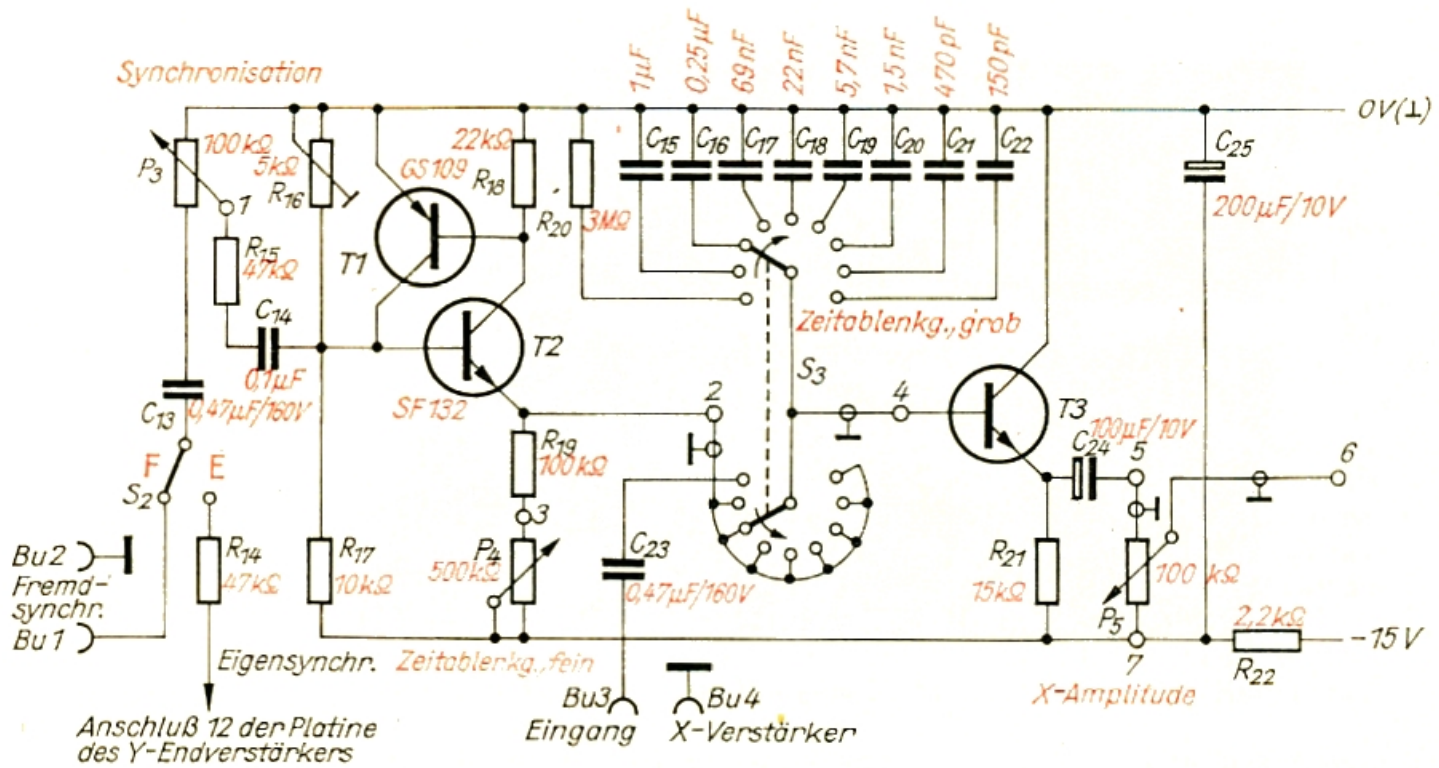 1µF
0,25µF
69nF
22nF
5,7nF
1,5nF
470pF
150pF
Synchronisation
0V(⊥)
P3
100kΩ
5kΩ
R16
1
GS109
22kΩ
R18
R20
3MΩ
C15
C16
C17
C18
C19
C20
C21
C22
C25
200µF/10V
R15
47kΩ
T1
C14
0,1µF
T2
SF132
Zeitablenkg., grob
S3
C13
0,47µF/160V
F
E
S2
2
4
T3
100µF/10V
C24
5
6
R19
100kΩ
3
P4
500kΩ
Bu2
Fremd-
synchr.
Bu1
R14
47kΩ
R17
10kΩ
C23
0,47µF/160V
R21
15kΩ
100 kΩ
P5
2,2kΩ
-15V
R22
7
Eigensynchr.
Zeitablenkg., fein
X-Amplitude
Bu3
Eingang
Bu4
X-Verstärker
Anschluß 12 der Platine
des Y-Endverstärkers